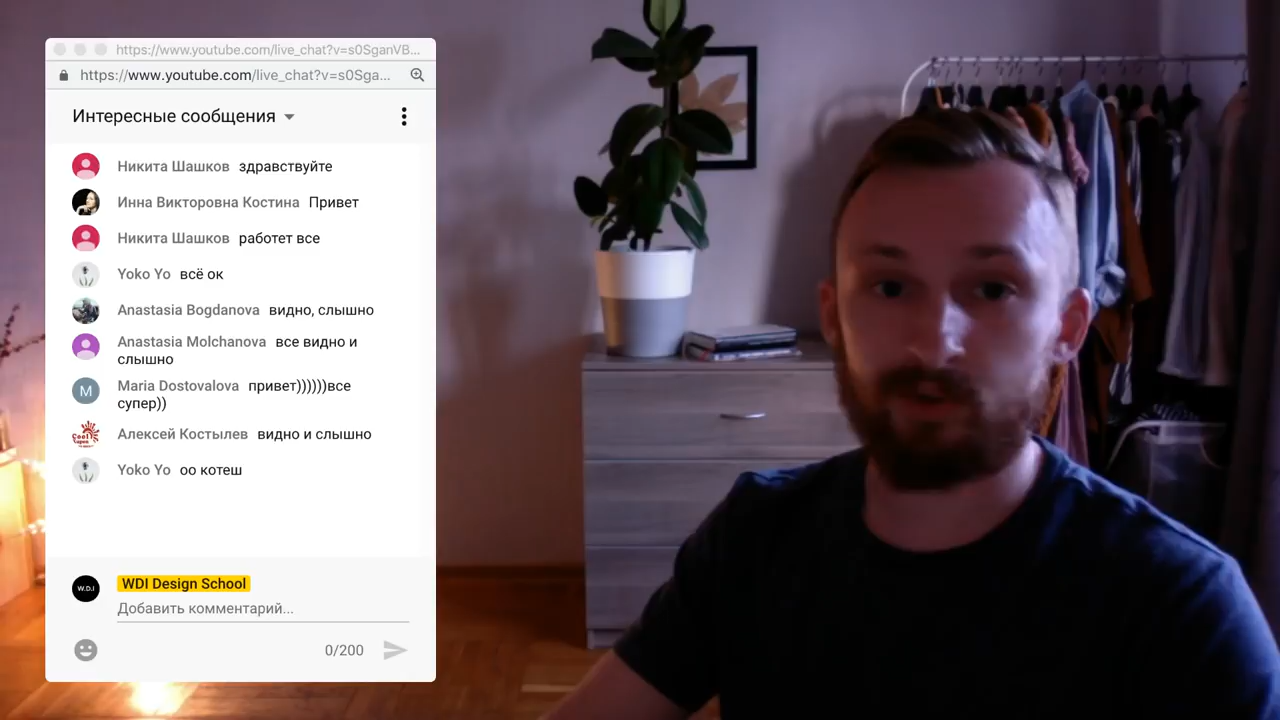 https://www.youtube.com/live_chat?v=s0SganVB...
https://www.youtube.com/live_chat?v=s0Sga...
Интересные сообщения
Никита Шашков здравствуйте
Инна Викторовна Костина Привет
Никита Шашков работет все
Yoko Yo всё ок
Anastasia Bogdanova видно, слышно
Anastasia Molchanova все видно и
слышно
M
Maria Dostovalova привет))))))все
супер))
Алексей Костылев видно и слышно
Yoko Yo оо котеш
W.D.I
WDI Design School
Добавить комментарий...
0/200